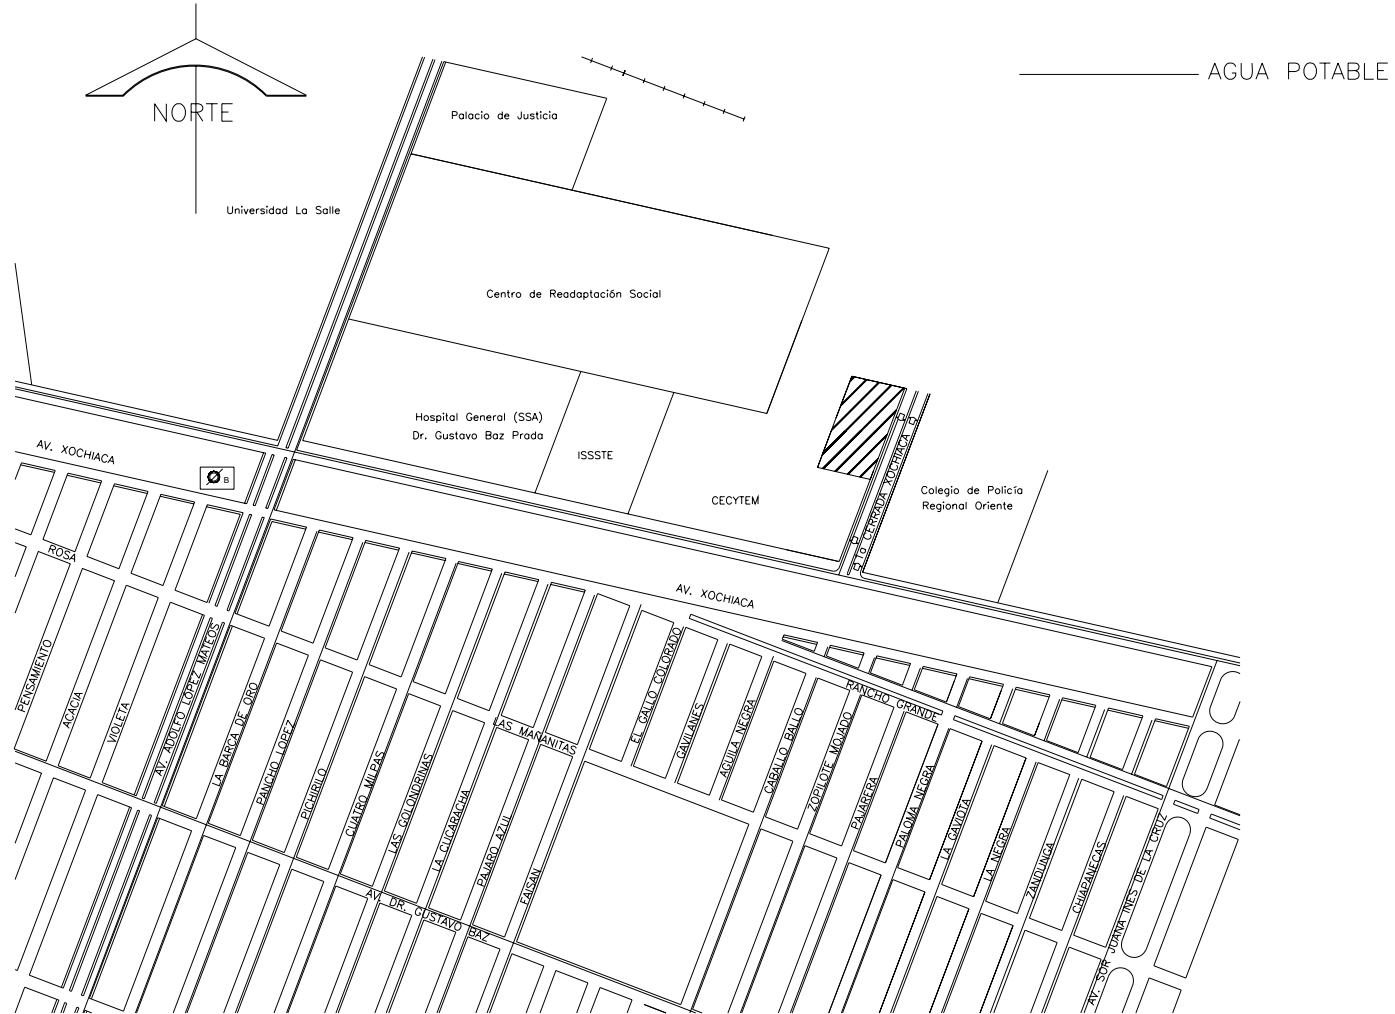 AGUA POTABLE
NORTE
Palacio de Justicia
Universidad La Salle
Centro de Readaptación Social
Hospital General (SSA)
Dr. Gustavo Baz Prada
ISSSTE
CECYTEM
1a CERRADA XOCHIACA
Colegio de Policía
Regional Oriente
AV. XOCHIACA
B
AV. XOCHIACA
ROSA
PENSAMIENTO
ACACIA
VIOLETA
AV. ADOLFO LOPEZ MATEOS
LA BARCA DE ORO
PANCHO LOPEZ
PICHIRILO
CUATRO MILPAS
LAS GOLONDRINAS
LA CUCARACHA
PAJARO AZUL
FAISAN
LAS MAÑANITAS
EL GALLO COLORADO
GAVILANES
AGUILA NEGRA
CABALLO BALLO
ZOPILOTE MOJADO
PAJARERA
PALOMA NEGRA
LA GAVIOTA
LA NEGRA
ZANDUNGA
CHIAPANECAS
AV. SOR JUANA INES DE LA CRUZ
RANCHO GRANDE
AV. DR. GUSTAVO BAZ